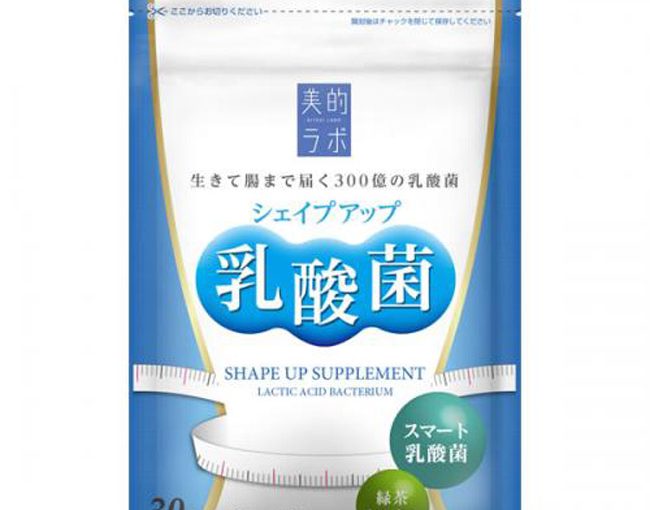 ここからお切りください
開封後はチャックを閉じて保存してください。
美的
BITEKI LABO
ラボ
生きて腸まで届く300億の乳酸菌
シェイプアップ
乳酸菌
SHAPE UP SUPPLEMENT
LACTIC ACID BACTERIUM
スマート
乳酸菌
緑茶